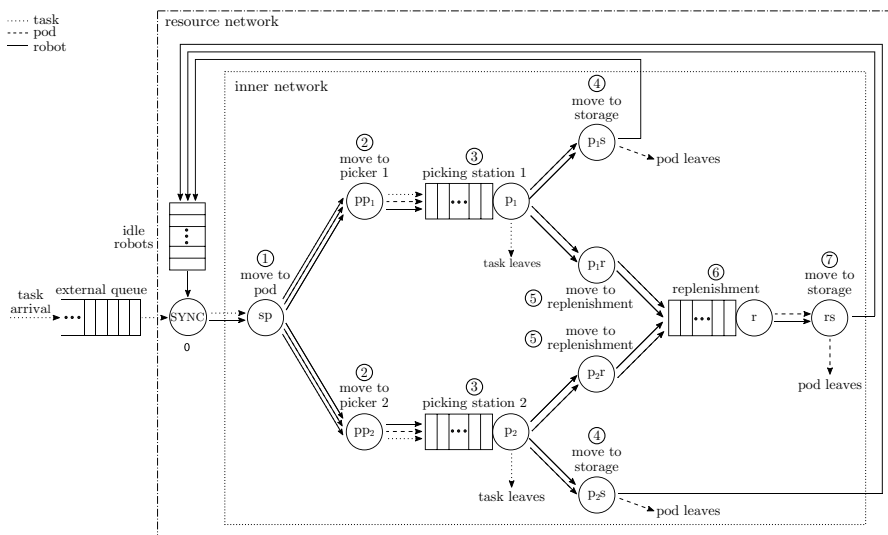 task
pod
robot
resource network
inner network
④
move to
storage
p₁s
pod leaves
②
move to
picker 1
pp₁
③
picking station 1
p₁
task leaves
idle
robots
①
move to
pod
sp
p₁r
move to
⑤ replenishment
⑥
replenishment
r
⑦
move to
storage
rs
pod leaves
task
arrival
external queue
SYNC
0
move to
⑤ replenishment
p₂r
②
move to
picker 2
pp₂
③
picking station 2
p₂
task leaves
④
move to
storage
p₂s
pod leaves